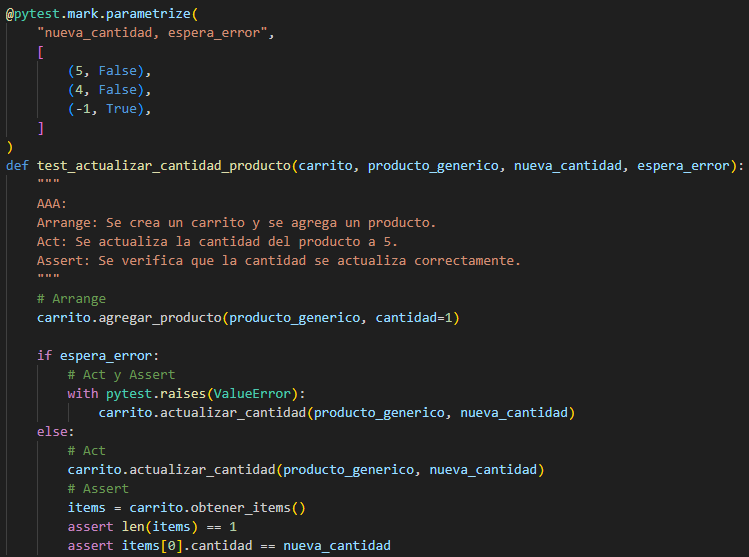 @pytest.mark.parametrize(
    "nueva_cantidad, espera_error",
    [
        (5, False),
        (4, False),
        (-1, True),
    ]
)
def test_actualizar_cantidad_producto(carrito, producto_generico, nueva_cantidad, espera_error):
    """
    AAA:
    Arrange: Se crea un carrito y se agrega un producto.
    Act: Se actualiza la cantidad del producto a 5.
    Assert: Se verifica que la cantidad se actualiza correctamente.
    """
    # Arrange
    carrito.agregar_producto(producto_generico, cantidad=1)

    if espera_error:
        # Act y Assert
        with pytest.raises(ValueError):
            carrito.actualizar_cantidad(producto_generico, nueva_cantidad)
    else:
        # Act
        carrito.actualizar_cantidad(producto_generico, nueva_cantidad)
        # Assert
        items = carrito.obtener_items()
        assert len(items) == 1
        assert items[0].cantidad == nueva_cantidad